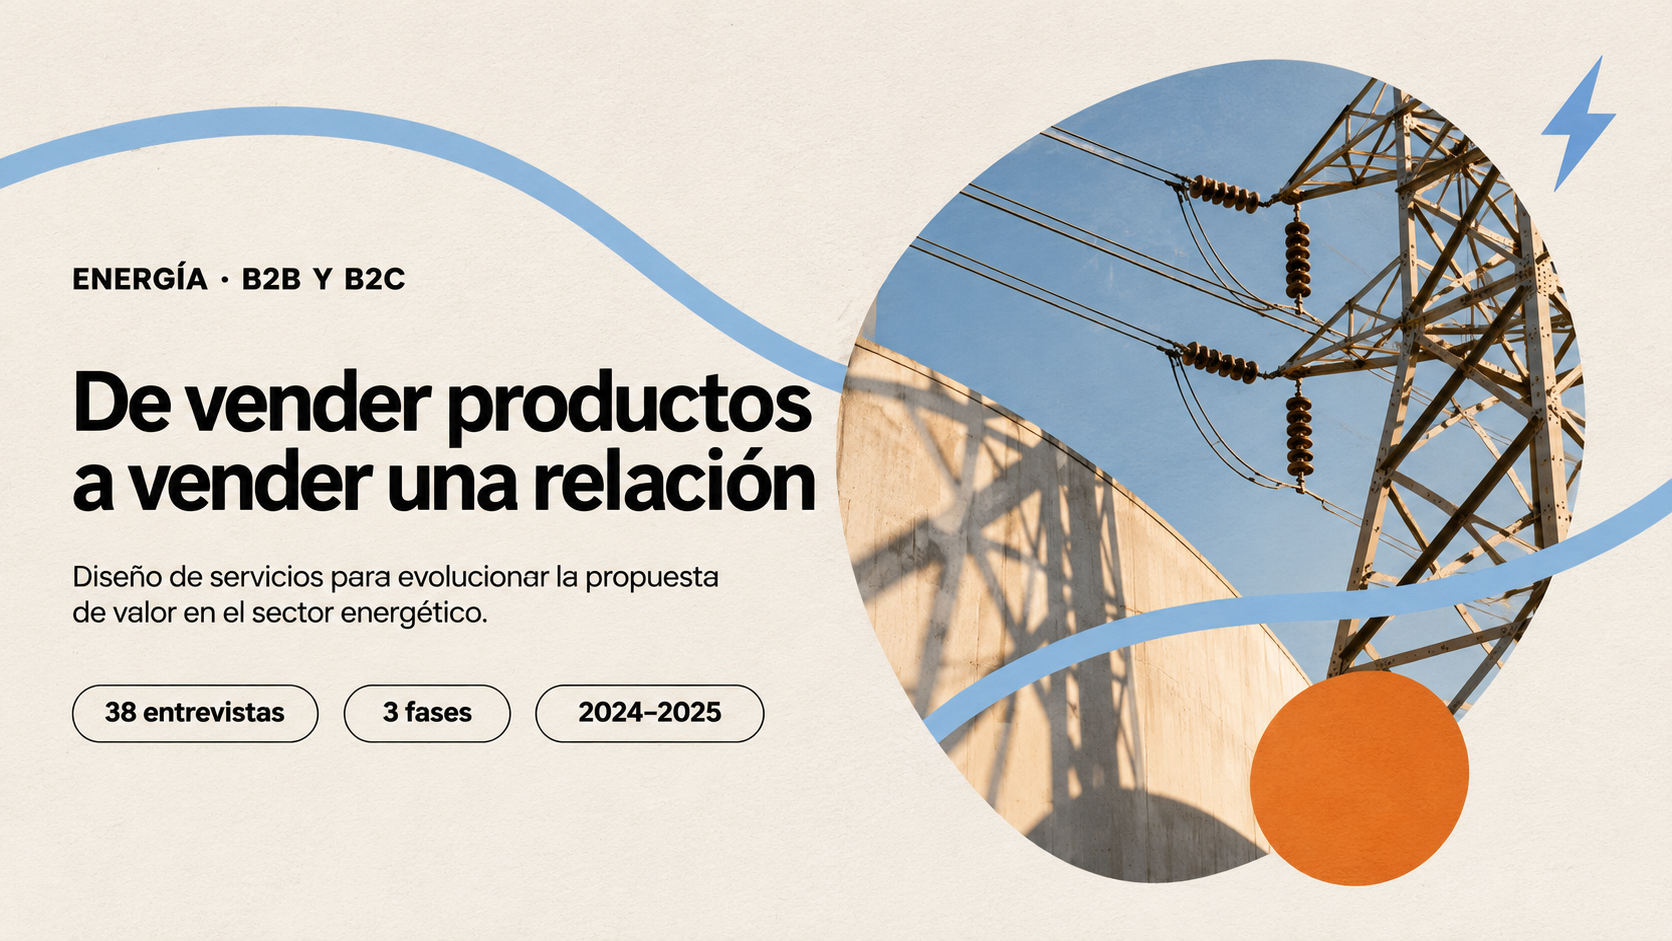 ENERGÍA · B2B Y B2C
De vender productos
a vender una relación
Diseño de servicios para evolucionar la propuesta
de valor en el sector energético.
38 entrevistas
3 fases
2024–2025